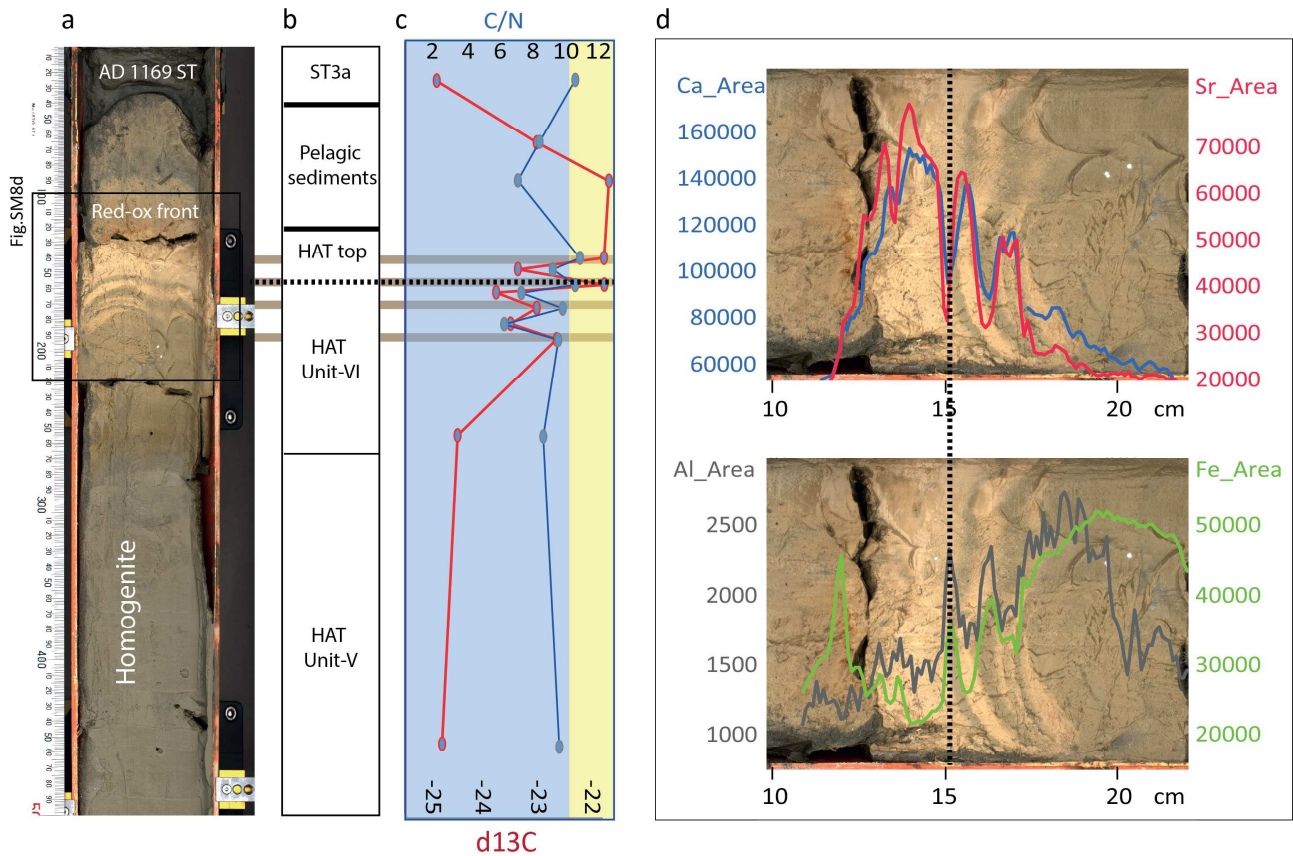 a
b
c
d
C/N
2 4 6 8 10 12
Fig.SM8d
AD 1169 ST
Red-ox front
Homogenite
100
200
300
400
ST3a
Pelagic
sediments
HAT top
HAT
Unit-VI
HAT
Unit-V
-25 -24 -23 -22
d13C
Ca_Area
160000
140000
120000
100000
80000
60000
Sr_Area
70000
60000
50000
40000
30000
20000
10 15 20 cm
Al_Area
2500
2000
1500
1000
Fe_Area
50000
40000
30000
20000
10 15 20 cm